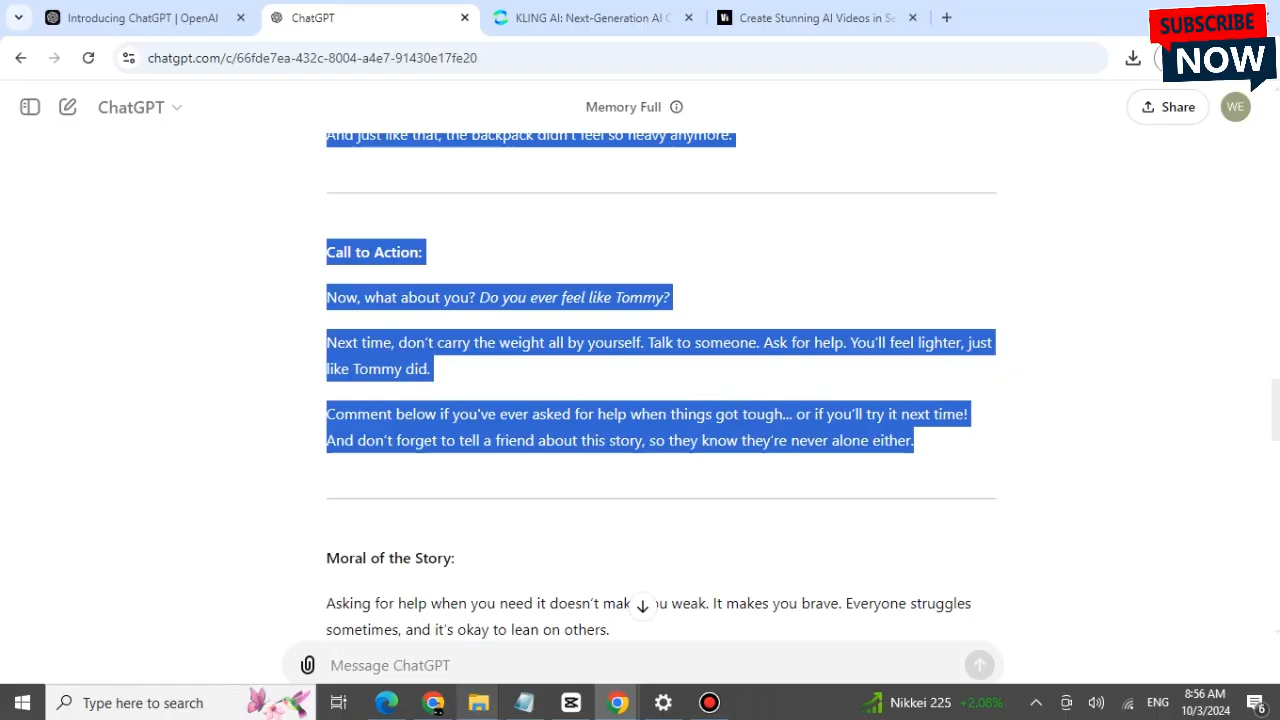 Introducing ChatGPT | OpenAI
ChatGPT
KLING AI: Next-Generation AI C
Create Stunning AI Videos in Se
SUBSCRIBE
NOW
chatgpt.com/c/66fde7ea-432c-8004-a4e7-91430e17fe20
ChatGPT
Memory Full
Share
WE
And just like that, the backpack didn't feel so heavy anymore.
Call to Action:
Now, what about you? Do you ever feel like Tommy?
Next time, don't carry the weight all by yourself. Talk to someone. Ask for help. You'll feel lighter, just
like Tommy did.
Comment below if you've ever asked for help when things got tough... or if you'll try it next time!
And don't forget to tell a friend about this story, so they know they're never alone either.
Moral of the Story:
Asking for help when you need it doesn't mak u weak. It makes you brave. Everyone struggles
sometimes, and it's okay to lean on others.
Message ChatGPT
Type here to search
Nikkei 225 +2.08%
ENG
8:56 AM
10/3/2024
6